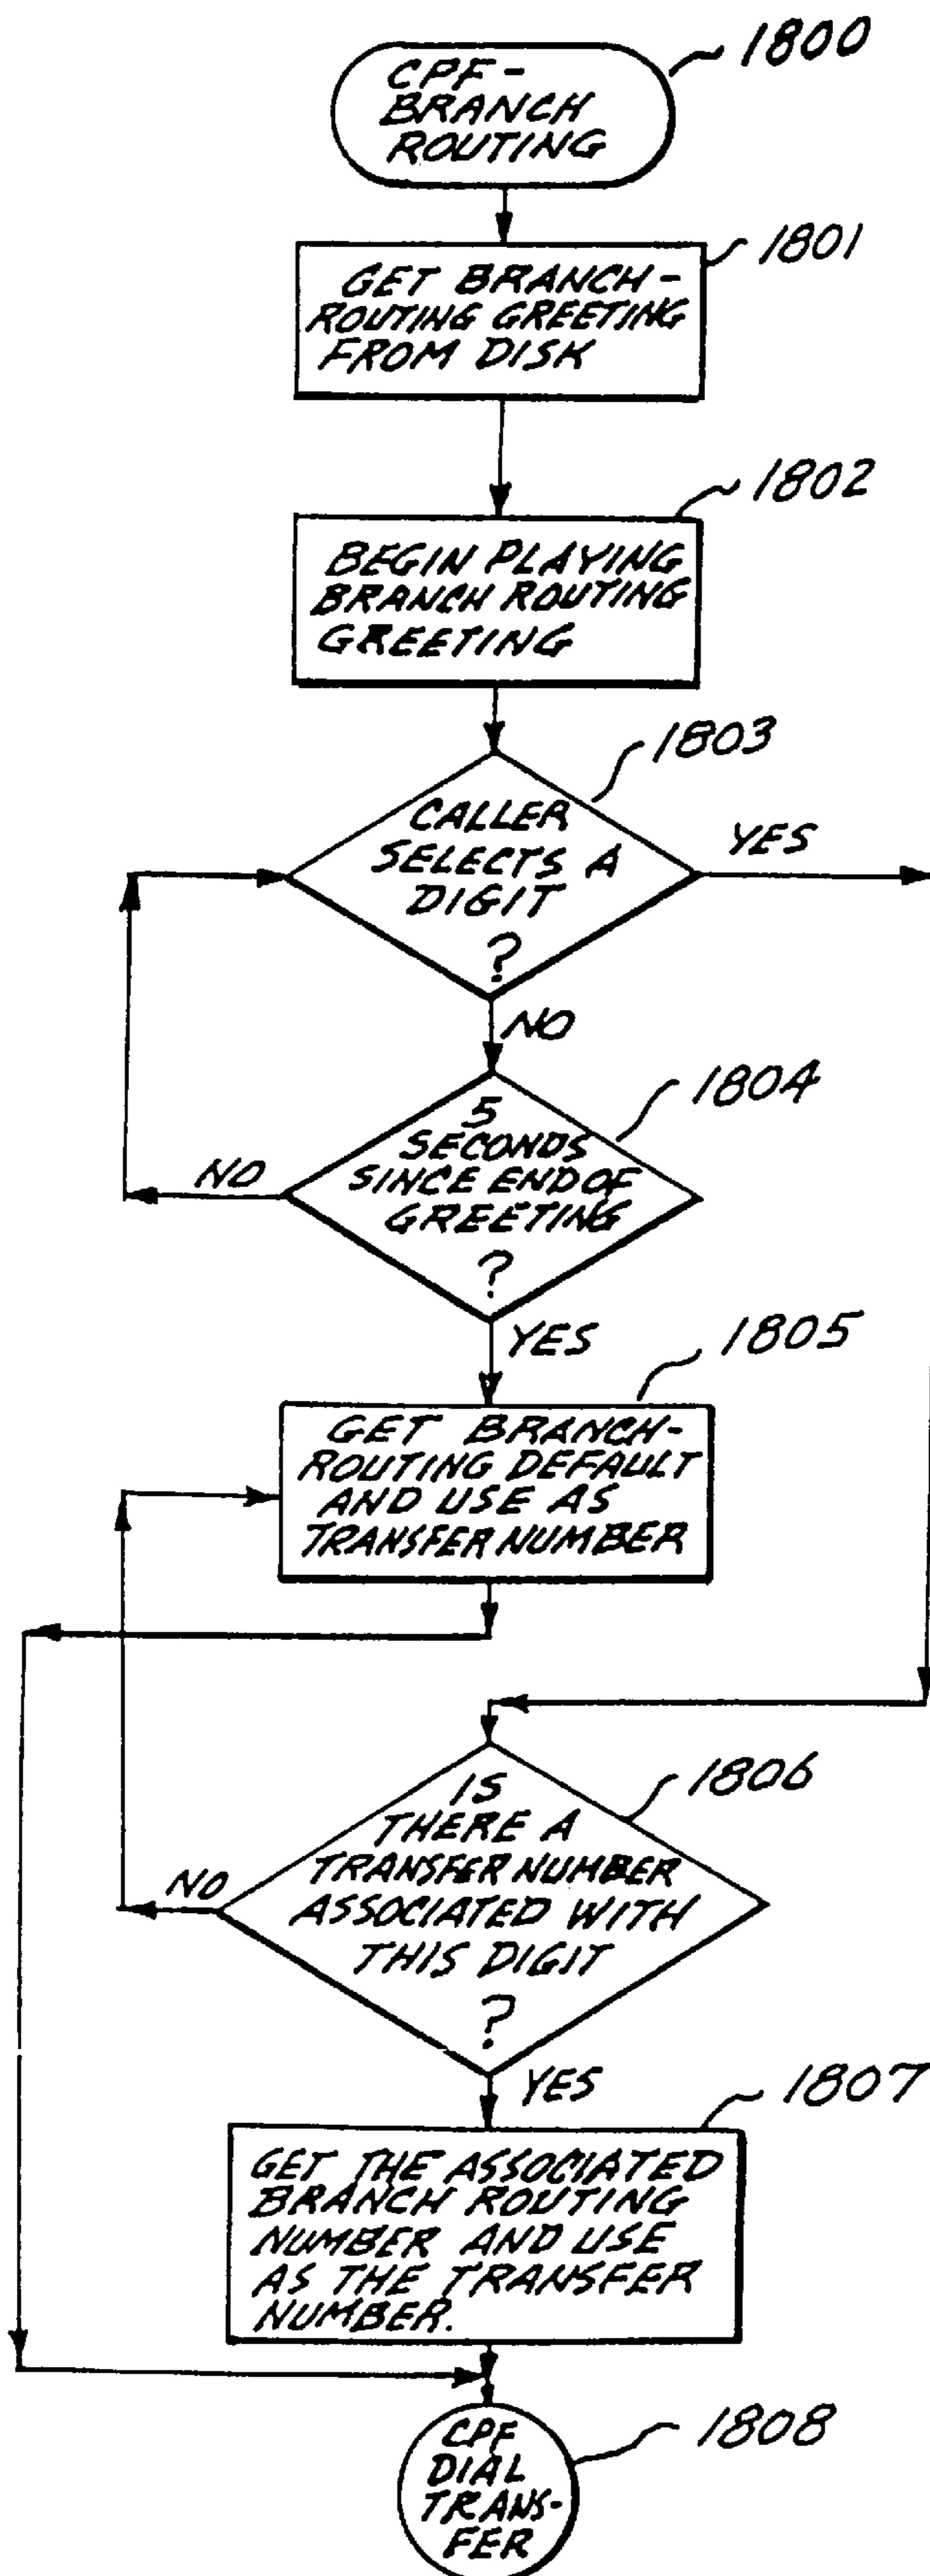 1800
CPF-
BRANCH
ROUTING
1801
GET BRANCH-
ROUTING GREETING
FROM DISK
1802
BEGIN PLAYING
BRANCH ROUTING
GREETING
1803
CALLER
SELECTS A
DIGIT
?
YES
NO
1804
5
SECONDS
SINCE END OF
GREETING
?
NO
YES
1805
GET BRANCH-
ROUTING DEFAULT
AND USE AS
TRANSFER NUMBER
1806
IS
THERE A
TRANSFER NUMBER
ASSOCIATED WITH
THIS DIGIT
?
NO
YES
1807
GET THE ASSOCIATED
BRANCH ROUTING
NUMBER AND USE
AS THE TRANSFER
NUMBER.
1808
CPF
DIAL
TRANS-
FER